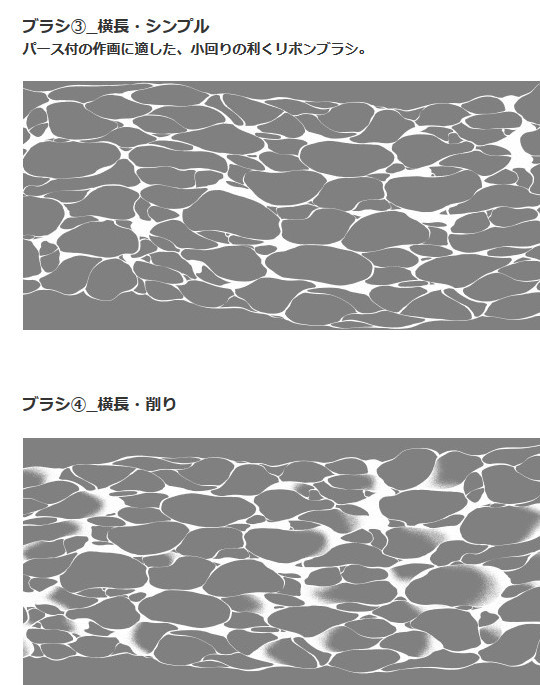 ブラシ③_横長・シンプル
パース付の作画に適した、小回りの利くリボンブラシ。
ブラシ④_横長・削り